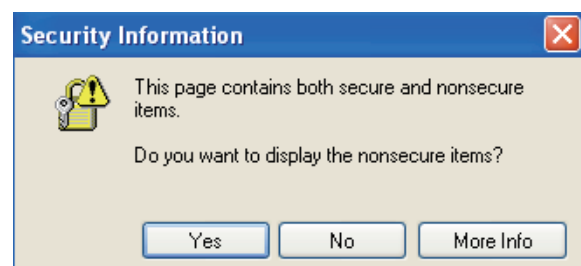 Security Information
This page contains both secure and nonsecure
items.
Do you want to display the nonsecure items?
Yes
No
More Info